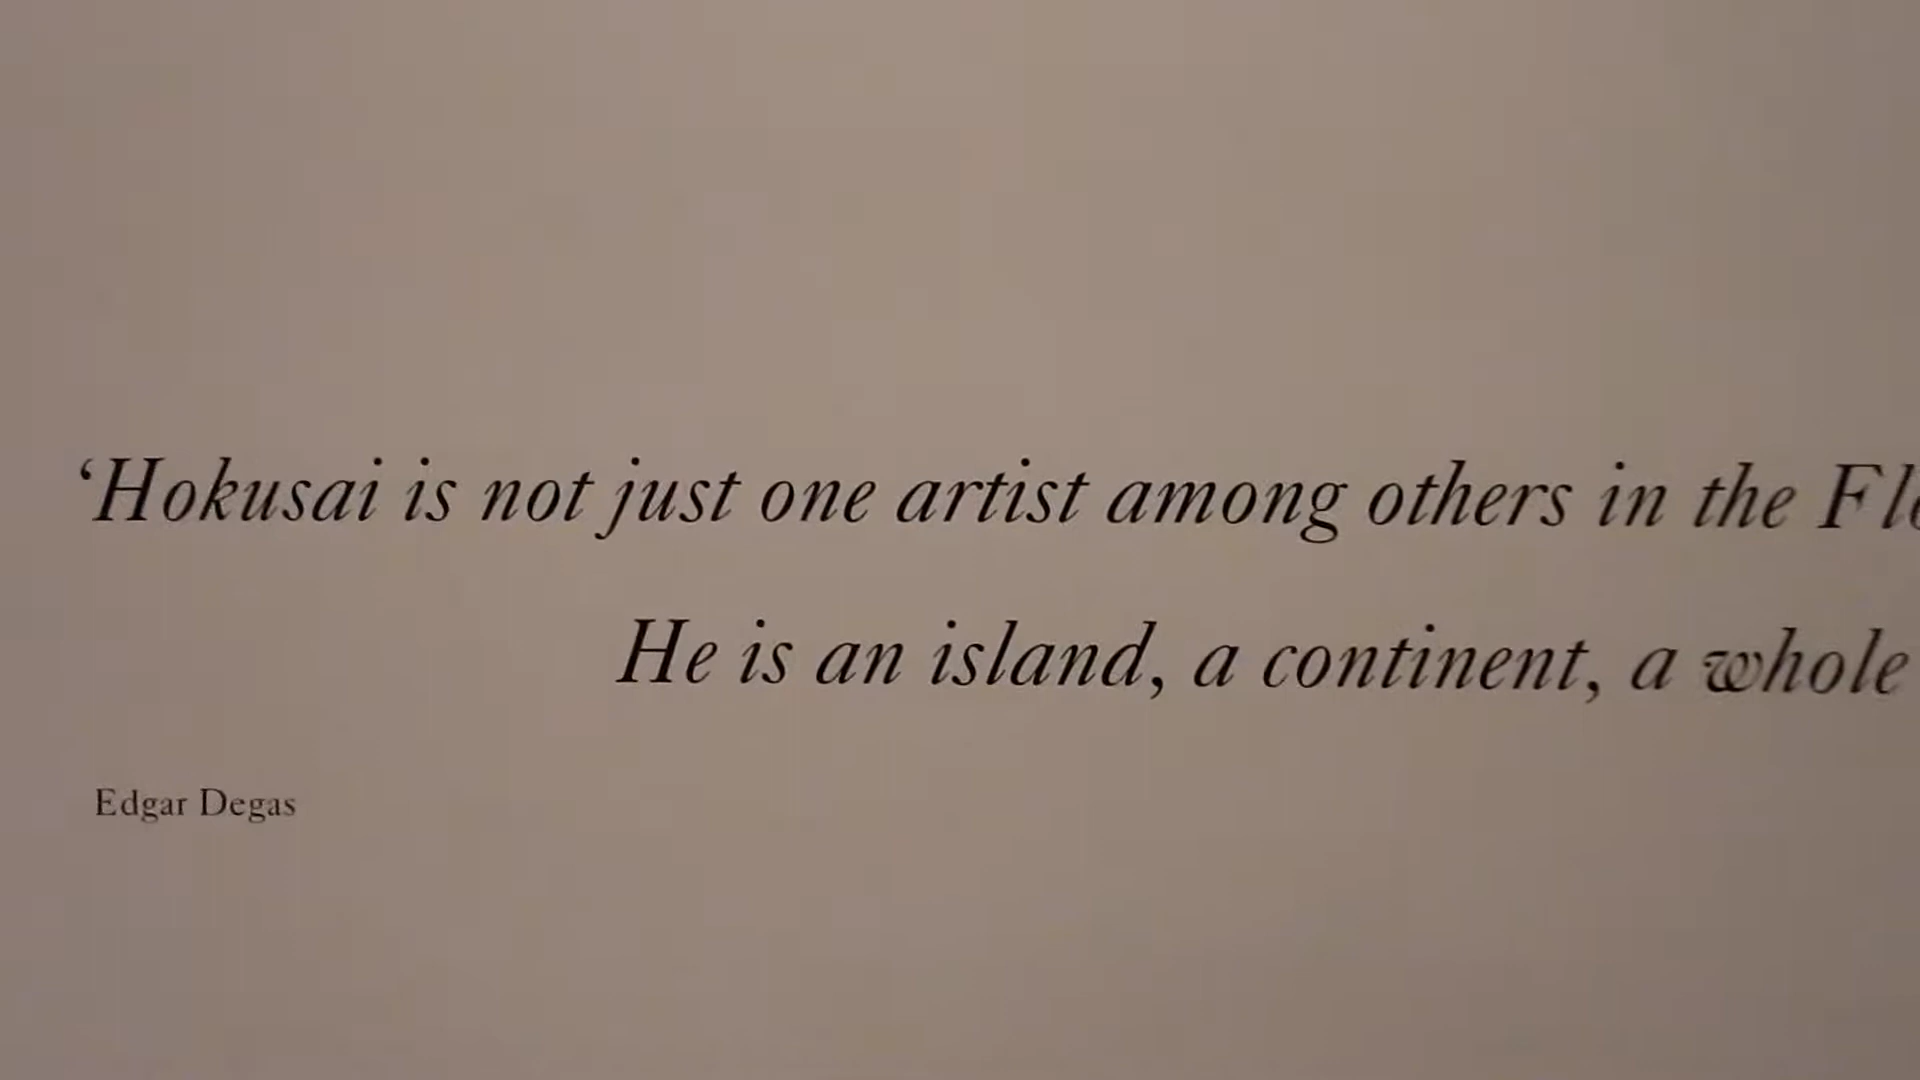 ‘Hokusai is not just one artist among others in the
He is an island, a continent, a whole
Edgar Degas